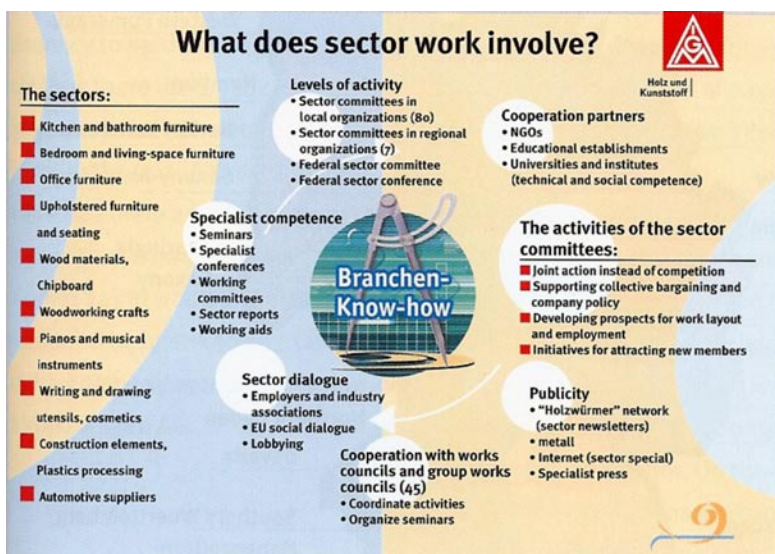 What does sector work involve?
IGM
Holz und
Kunststoff
The sectors:
Kitchen and bathroom furniture
Bedroom and living-space furniture
Office furniture
Upholstered furniture
and seating
Wood materials,
Chipboard
Woodworking crafts
Pianos and musical
instruments
Writing and drawing
utensils, cosmetics
Construction elements,
Plastics processing
Automotive suppliers
Levels of activity
• Sector committees in
local organizations (80)
• Sector committees in regional
organizations (7)
• Federal sector committee
• Federal sector conference
Cooperation partners
• NGOs
• Educational establishments
• Universities and institutes
(technical and social competence)
Specialist competence
• Seminars
• Specialist
conferences
• Working
committees
• Sector reports
• Working aids
Branchen-
Know-how
The activities of the sector
committees:
Joint action instead of competition
Supporting collective bargaining and
company policy
Developing prospects for work layout
and employment
Initiatives for attracting new members
Sector dialogue
• Employers and industry
associations
• EU social dialogue
• Lobbying
Publicity
• "Holzwürmer" network
(sector newsletters)
• metall
• Internet (sector special)
• Specialist press
Cooperation with works
councils and group works
councils (45)
• Coordinate activities
• Organize seminars